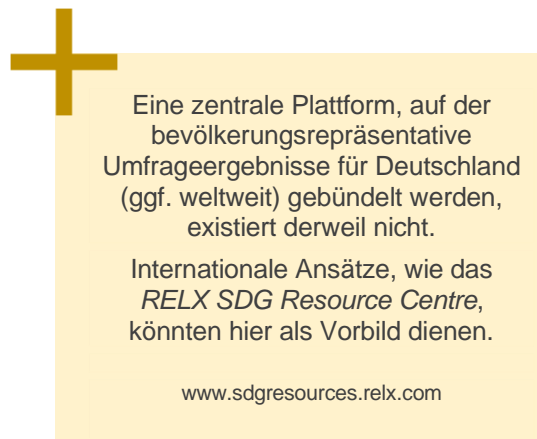 Eine zentrale Plattform, auf der
bevölkerungsrepräsentative
Umfrageergebnisse für Deutschland
(ggf. weltweit) gebündelt werden,
existiert derweil nicht.
Internationale Ansätze, wie das
RELX SDG Resource Centre,
könnten hier als Vorbild dienen.
www.sdgresources.relx.com